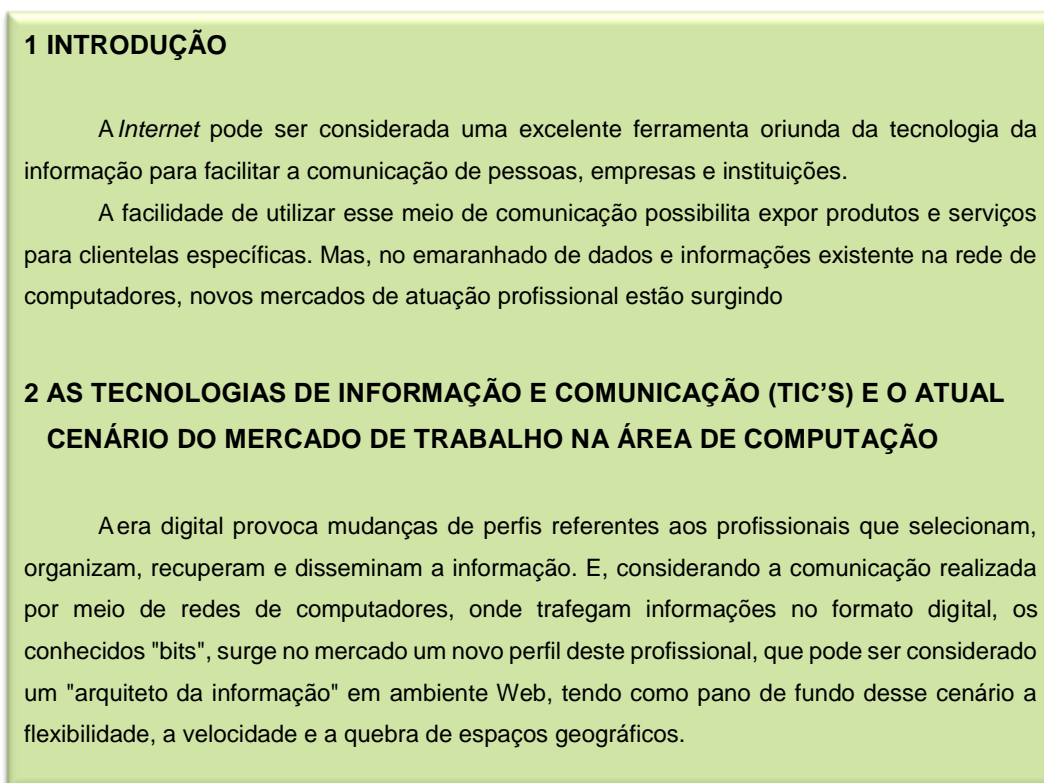 1 INTRODUÇÃO
A Internet pode ser considerada uma excelente ferramenta oriunda da tecnologia da
informação para facilitar a comunicação de pessoas, empresas e instituições.
A facilidade de utilizar esse meio de comunicação possibilita expor produtos e serviços
para clientelas específicas. Mas, no emaranhado de dados e informações existente na rede de
computadores, novos mercados de atuação profissional estão surgindo
2 AS TECNOLOGIAS DE INFORMAÇÃO E COMUNICAÇÃO (TIC’S) E O ATUAL
CENÁRIO DO MERCADO DE TRABALHO NA ÁREA DE COMPUTAÇÃO
A era digital provoca mudanças de perfis referentes aos profissionais que selecionam,
organizam, recuperam e disseminam a informação. E, considerando a comunicação realizada
por meio de redes de computadores, onde trafegam informações no formato digital, os
conhecidos "bits", surge no mercado um novo perfil deste profissional, que pode ser considerado
um "arquiteto da informação" em ambiente Web, tendo como pano de fundo desse cenário a
flexibilidade, a velocidade e a quebra de espaços geográficos.